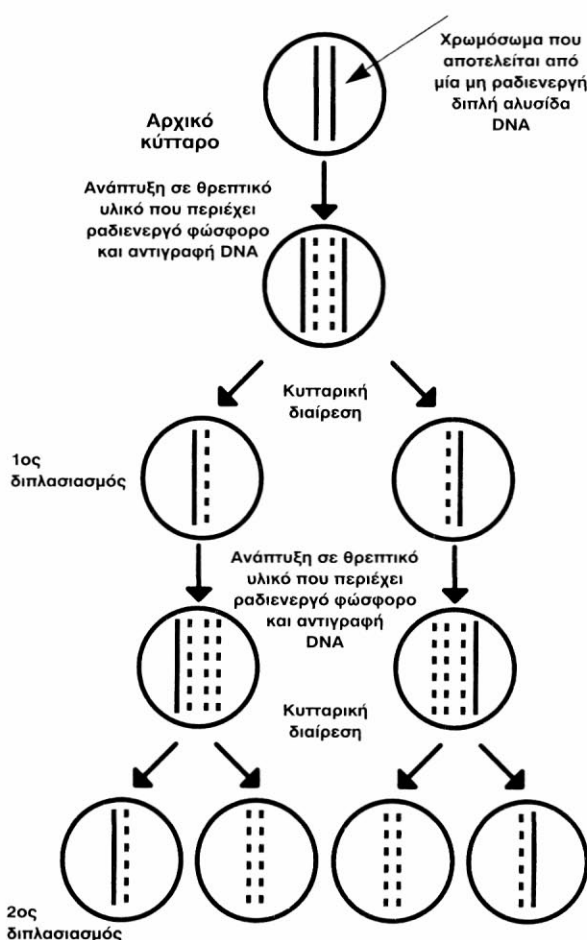 Χρωμόσωμα που
αποτελείται από
μία μη ραδιενεργή
διπλή αλυσίδα
DNA
Αρχικό
κύτταρο
Ανάπτυξη σε θρεπτικό
υλικό που περιέχει
ραδιενεργό φώσφορο
και αντιγραφή DNA
Κυτταρική
διαίρεση
1ος
διπλασιασμός
Ανάπτυξη σε θρεπτικό
υλικό που περιέχει
ραδιενεργό φώσφορο
και αντιγραφή
DNA
Κυτταρική
διαίρεση
2ος
διπλασιασμός